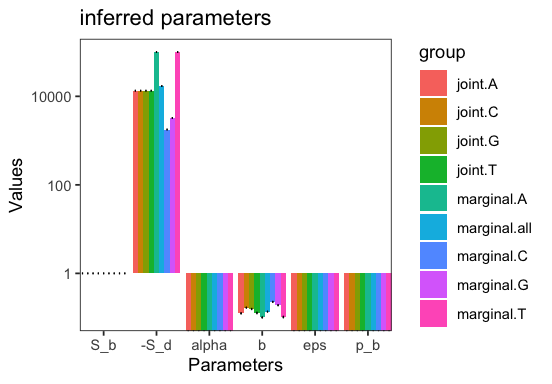 inferred parameters
Values
10000
100
1
S_b
-S_d
alpha
b
eps
p_b
Parameters
group
joint.A
joint.C
joint.G
joint.T
marginal.A
marginal.all
marginal.C
marginal.G
marginal.T